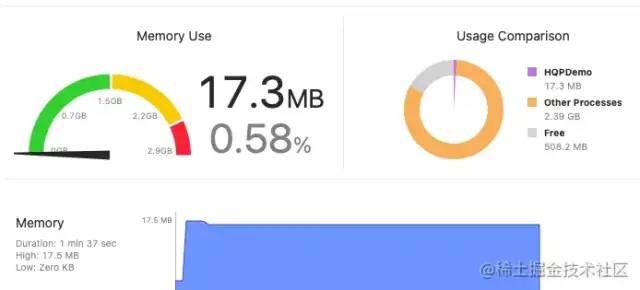 Memory Use
17.3MB
0.58%
0GB
0.7GB
1.5GB
2.2GB
2.9GB
Usage Comparison
HQPDemo
17.3 MB
Other Processes
2.39 GB
Free
508.2 MB
Memory
Duration: 1 min 37 sec
High: 17.5 MB
Low: Zero KB
17.5 MB
@稀土掘金技术社区